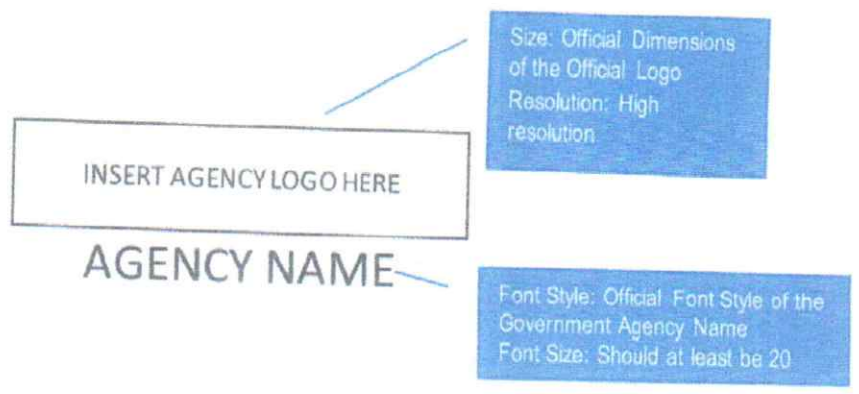 Size: Official Dimensions
of the Official Logo
Resolution: High
resolution
INSERT AGENCY LOGO HERE
AGENCY NAME
Font Style: Official Font Style of the
Government Agency Name
Font Size: Should at least be 20